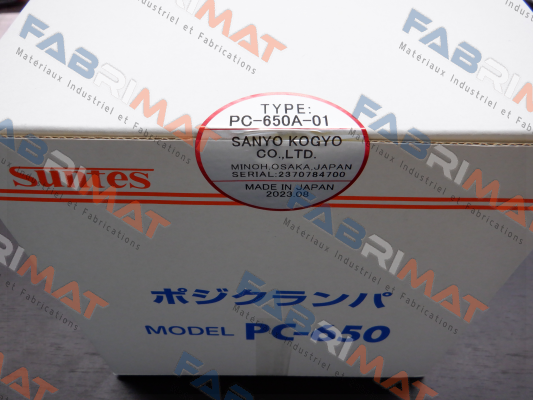 FABRIMAT
Materiaux Industriel et Fabrications
TYPE:
PC-650A-01
SANYO KOGYO
CO.,LTD.
MINOH,OSAKA,JAPAN
SERIAL:2370784700
MADE IN JAPAN
2023.08
suntes
ポジクランパ
MODEL PC-650